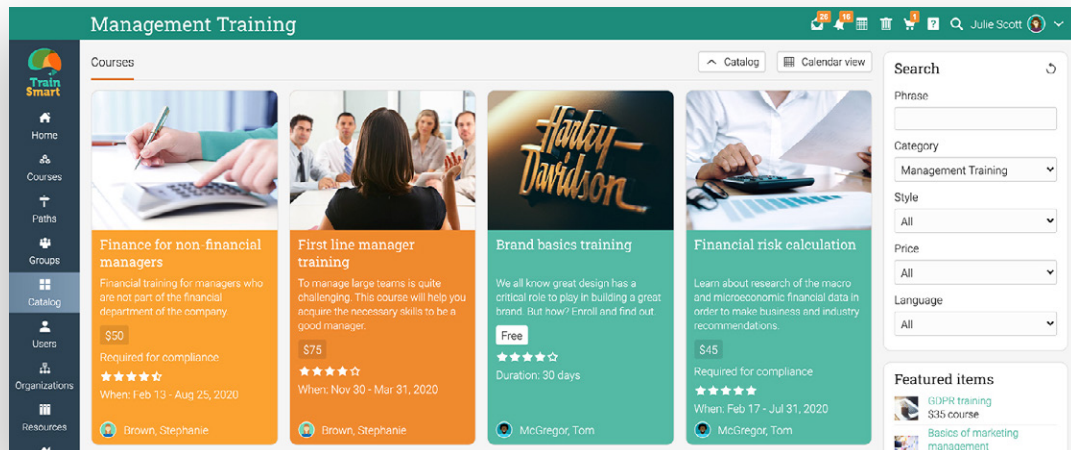 Management Training
26
16
1
?
Julie Scott
Train
Smart
Home
Courses
Paths
Groups
Catalog
Users
Organizations
Resources
Courses
Catalog
Calendar view
Finance for non-financial
managers
Financial training for managers who
are not part of the financial
department of the company.
$50
Required for compliance
When: Feb 13 - Aug 25, 2020
Brown, Stephanie
First line manager
training
To manage large teams is quite
challenging. This course will help you
acquire the necessary skills to be a
good manager.
$75
When: Nov 30 - Mar 31, 2020
Brown, Stephanie
Harley-
Davidson
Brand basics training
We all know great design has a
critical role to play in building a great
brand. But how? Enroll and find out.
Free
Duration: 30 days
McGregor, Tom
Financial risk calculation
Learn about research of the macro
and microeconomic financial data in
order to make business and industry
recommendations.
$45
Required for compliance
When: Feb 17 - Jul 31, 2020
McGregor, Tom
Search
Phrase
Category
Management Training
Style
All
Price
All
Language
All
Featured items
GDPR training
$35 course
Basics of marketing
management